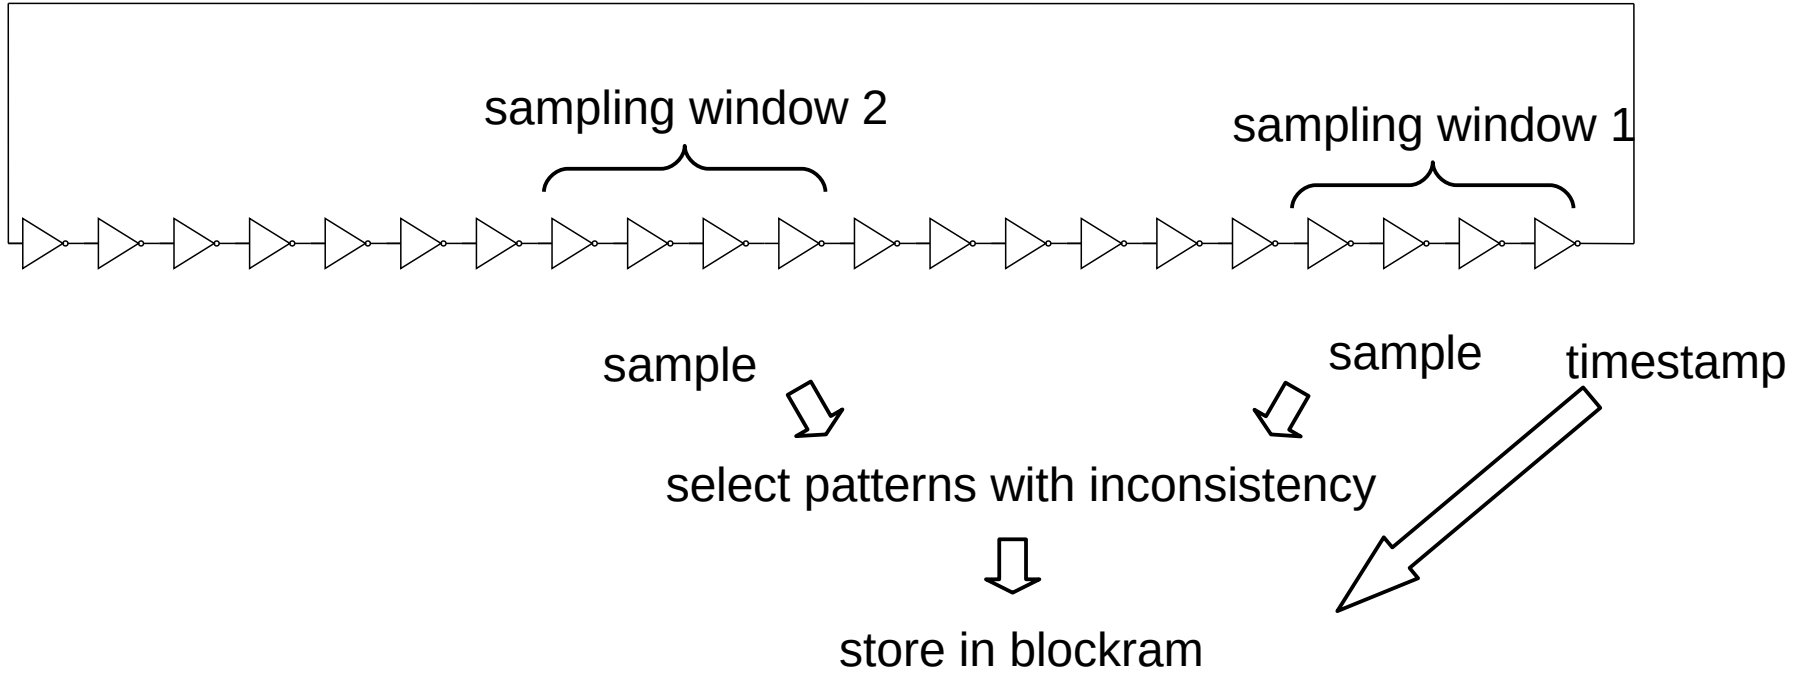 sampling window 2
sampling window 1
sample
sample
timestamp
select patterns with inconsistency
store in blockram